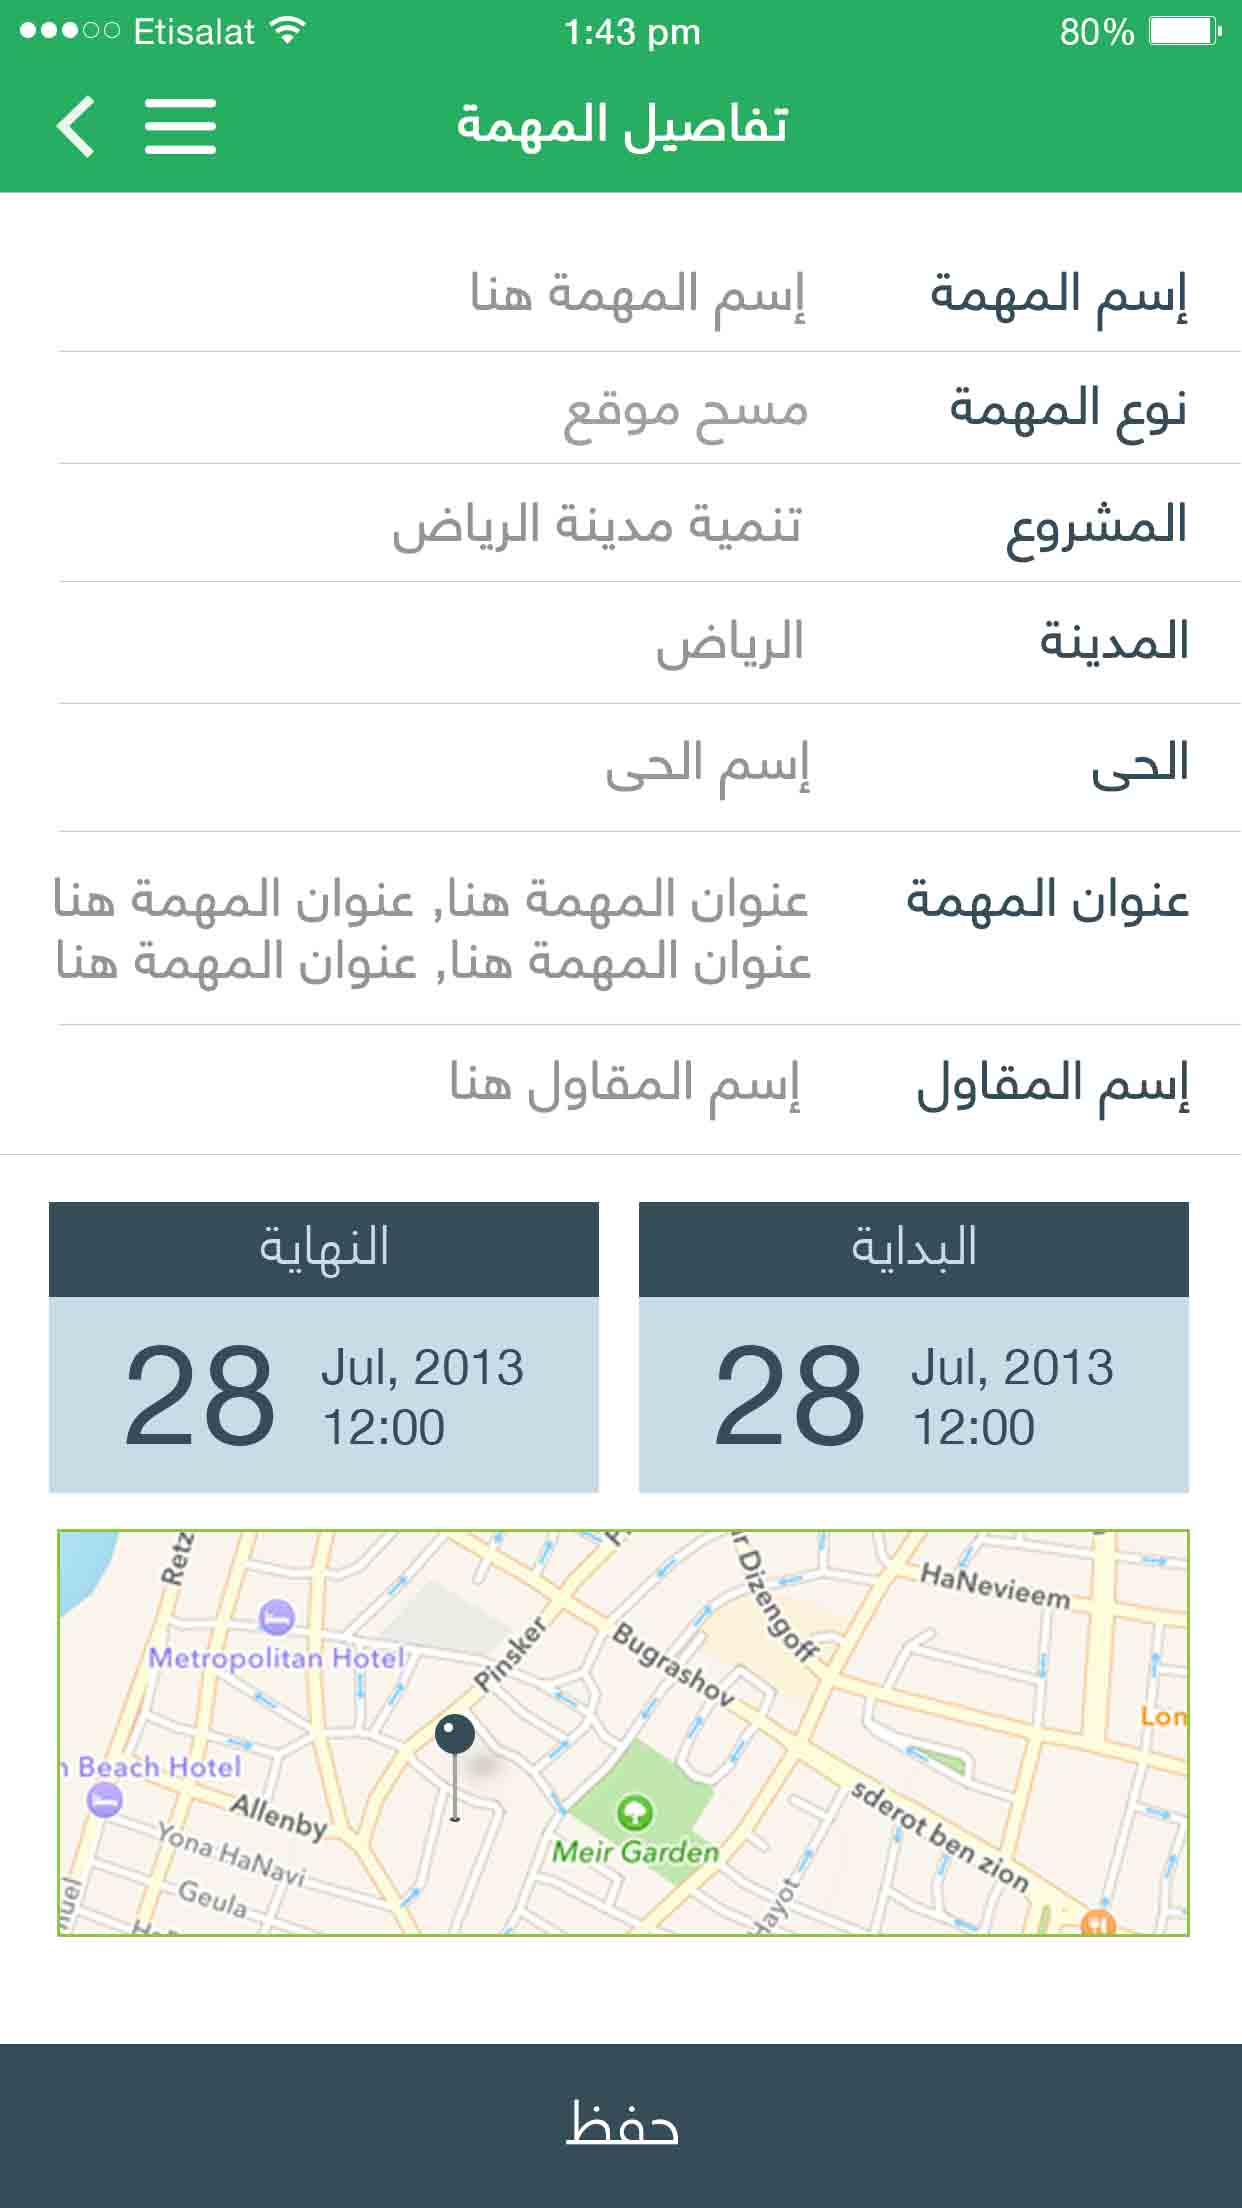 Etisalat
1:43 pm
80%
تفاصيل المهمة
إسم المهمة
إسم المهمة هنا
نوع المهمة
مسح موقع
المشروع
تنمية مدينة الرياض
المدينة
الرياض
الحى
إسم الحى
عنوان المهمة
عنوان المهمة هنا, عنوان المهمة هنا
عنوان المهمة هنا, عنوان المهمة هنا
إسم المقاول
إسم المقاول هنا
البداية
28
Jul, 2013
12:00
النهاية
28
Jul, 2013
12:00
Retz
Metropolitan Hotel
Pinsker
Bugrashov
Dizengoff
HaNevieem
Lon
Beach Hotel
Allenby
Yona HaNavi
Geula
Meir Garden
sderot ben zion
Hayot
حفظ